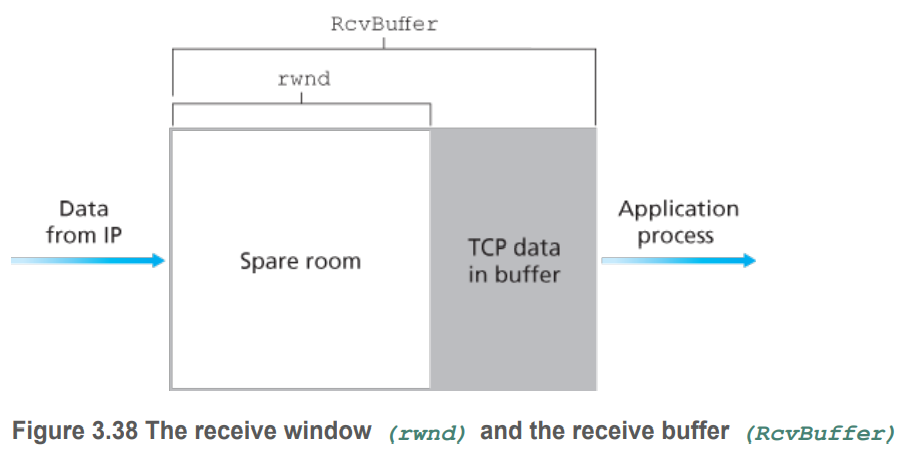 RcvBuffer
rwnd
Data
from IP
Spare room
TCP data
in buffer
Application
process
Figure 3.38 The receive window (rwnd) and the receive buffer (RcvBuffer)